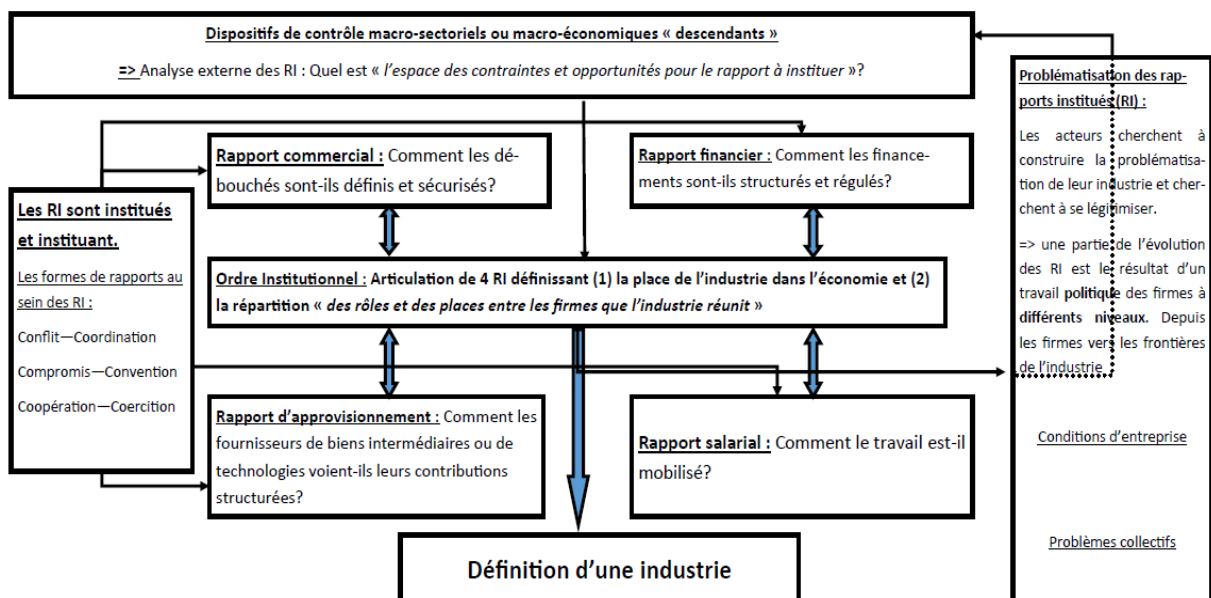 Dispositifs de contrôle macro-sectoriels ou macro-économiques « descendants »
=> Analyse externe des RI : Quel est « l'espace des contraintes et opportunités pour le rapport à instituer »?
Rapport commercial : Comment les dé-
bouchés sont-ils définis et sécurisés?
Rapport financier : Comment les finance-
ments sont-ils structurés et régulés?
Les RI sont institués
et instituant.
Les formes de rapports au
sein des RI :
Conflit—Coordination
Compromis—Convention
Coopération—Coercition
Ordre Institutionnel : Articulation de 4 RI définissant (1) la place de l'industrie dans l'économie et (2)
la répartition « des rôles et des places entre les firmes que l'industrie réunit »
Rapport d'approvisionnement : Comment les
fournisseurs de biens intermédiaires ou de
technologies voient-ils leurs contributions
structurées?
Rapport salarial : Comment le travail est-il
mobilisé?
Définition d'une industrie
Problématisation des rap-
ports institués (RI) :
Les acteurs cherchent à
construire la problématisa-
tion de leur industrie et cher-
chent à se légitimiser.
=> une partie de l'évolution
des RI est le résultat d'un
travail politique des firmes à
différents niveaux. Depuis
les firmes vers les frontières
de l'industrie
Conditions d'entreprise
Problèmes collectifs